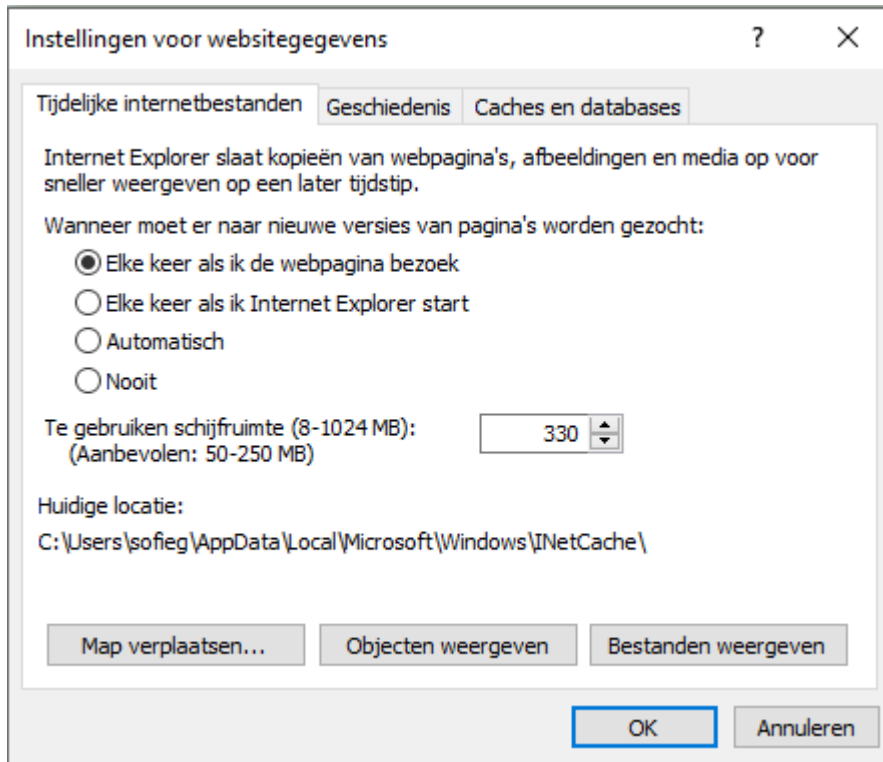 Instellingen voor websitegegevens
Tijdelijke internetbestanden Geschiedenis Caches en databases
Internet Explorer slaat kopieën van webpagina's, afbeeldingen en media op voor
sneller weergeven op een later tijdstip.
Wanneer moet er naar nieuwe versies van pagina's worden gezocht:
Elke keer als ik de webpagina bezoek
Elke keer als ik Internet Explorer start
Automatisch
Nooit
Te gebruiken schijfruimte (8-1024 MB): 330
(Aanbevolen: 50-250 MB)
Huidige locatie:
C:\Users\sofieg\AppData\Local\Microsoft\Windows\INetCache\
Map verplaatsen... Objecten weergeven Bestanden weergeven
OK Annuleren